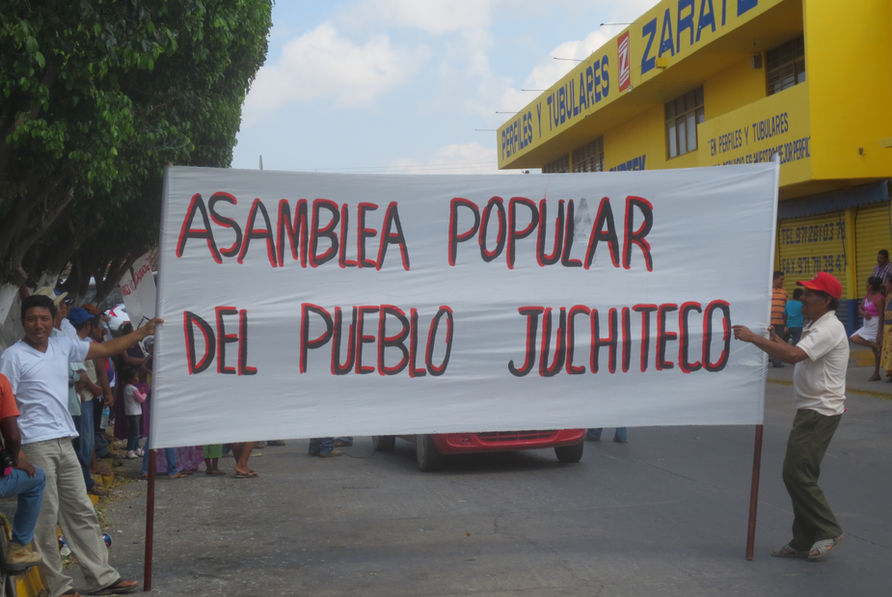 PERFILES Y TUBULARES Z ZARATE
"EN PERFILES Y TUBULARES
ASAMBLEA POPULAR
DEL PUEBLO JUCHITECO